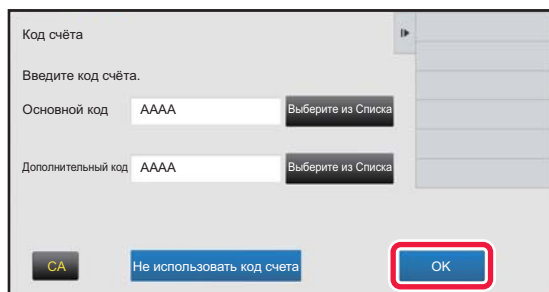 Код счёта
Введите код счёта.
Основной код AAAA Выберите из Списка
Дополнительный код AAAA Выберите из Списка
CA Не использовать код счета OK